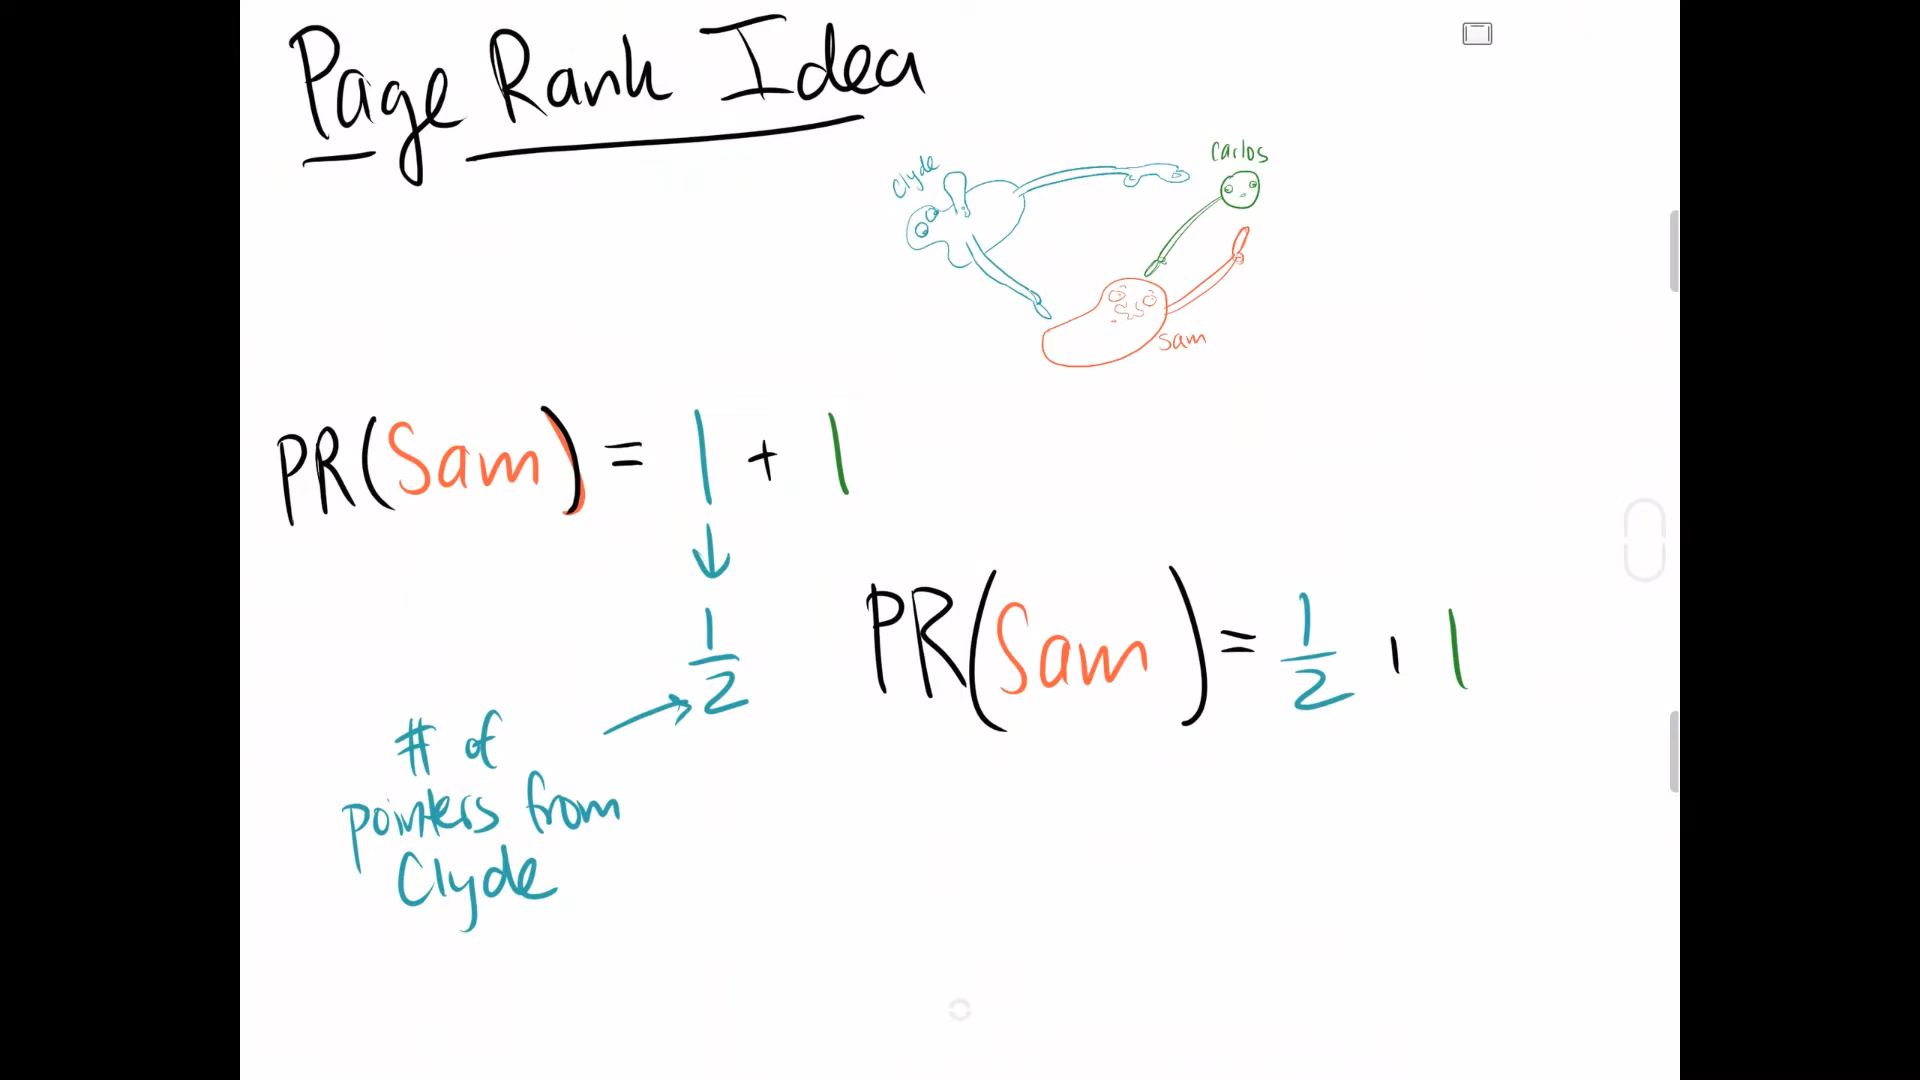 Page Rank Idea
Clyde
Carlos
Sam
PR(Sam) = 1 + 1
↓
1/2
PR(Sam) = 1/2 ı 1
# of →
pointers from
Clyde